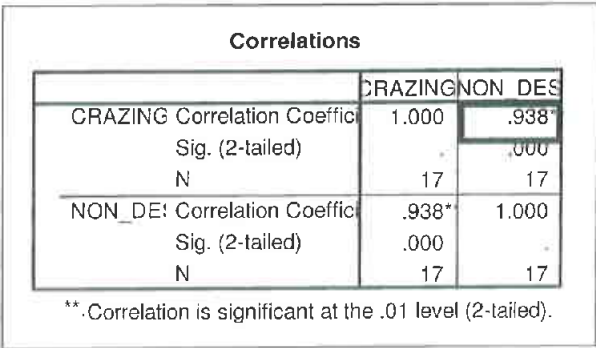 Correlations
CRAZING NON_DES
CRAZING Correlation Coeffici 1.000 .938*
Sig. (2-tailed) . .000
N 17 17
NON_DE Correlation Coeffici .938** 1.000
Sig. (2-tailed) .000 .
N 17 17
**. Correlation is significant at the .01 level (2-tailed).